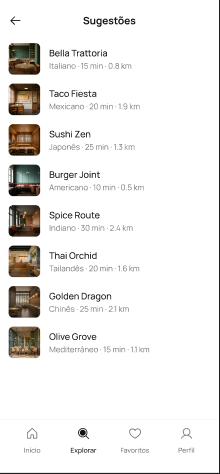 Sugestões
Bella Trattoria
Italiano · 15 min · 0.8 km
Taco Fiesta
Mexicano · 20 min · 1.9 km
Sushi Zen
Japonês · 25 min · 1.3 km
Burger Joint
Americano · 10 min · 0.5 km
Spice Route
Indiano · 30 min · 2.4 km
Thai Orchid
Tailandês · 20 min · 1.6 km
Golden Dragon
Chinês · 25 min · 2.1 km
Olive Grove
Mediterrâneo · 15 min · 1.1 km
Início
Explorar
Favoritos
Perfil